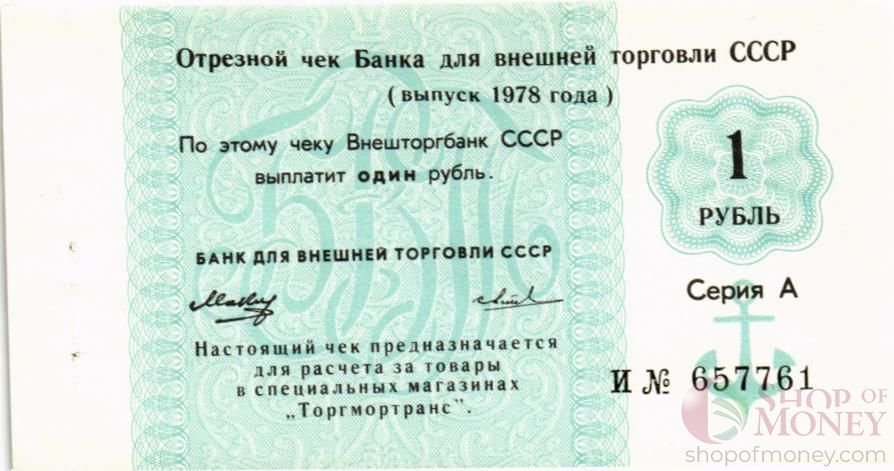 Отрезной чек Банка для внешней торговли СССР
(выпуск 1978 года)
По этому чеку Внешторгбанк СССР
выплатит один рубль.
1
РУБЛЬ
БАНК ДЛЯ ВНЕШНЕЙ ТОРГОВЛИ СССР
Серия А
Настоящий чек предназначается
для расчета за товары
в специальных магазинах
„Торгмортранс".
И № 657761
SHOP OF
MONEY
shopofmoney.com